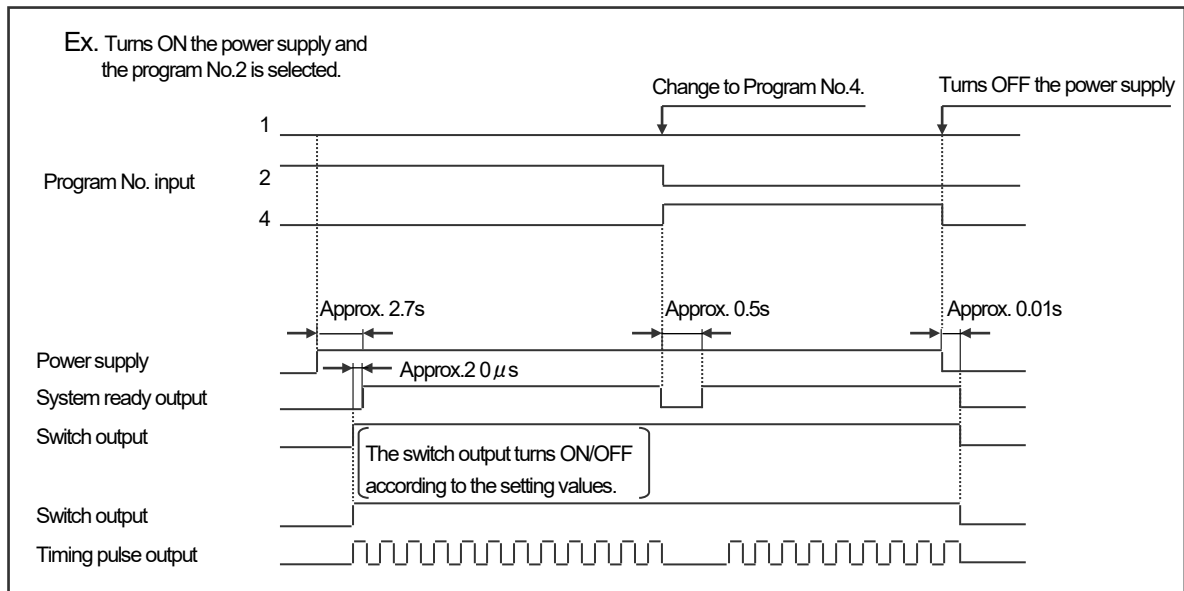 Ex. Turns ON the power supply and
the program No.2 is selected.
Change to Program No.4.
Turns OFF the power supply
1
Program No. input
2
4
Approx. 2.7s
Approx. 0.5s
Approx. 0.01s
Power supply
Approx.2 0 μ s
System ready output
Switch output
The switch output turns ON/OFF
according to the setting values.
Switch output
Timing pulse output